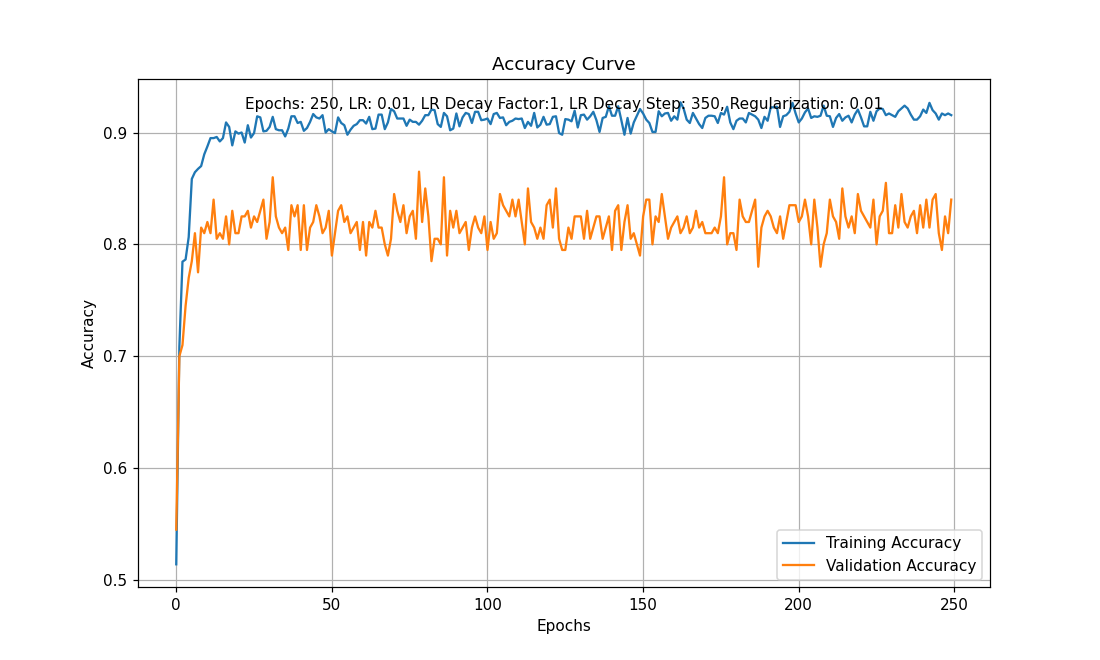 Accuracy Curve
Epochs: 250, LR: 0.01, LR Decay Factor:1, LR Decay Step: 350, Regularization: 0.01
0.9
0.8
0.7
0.6
0.5
Accuracy
Training Accuracy
Validation Accuracy
0 50 100 150 200 250
Epochs